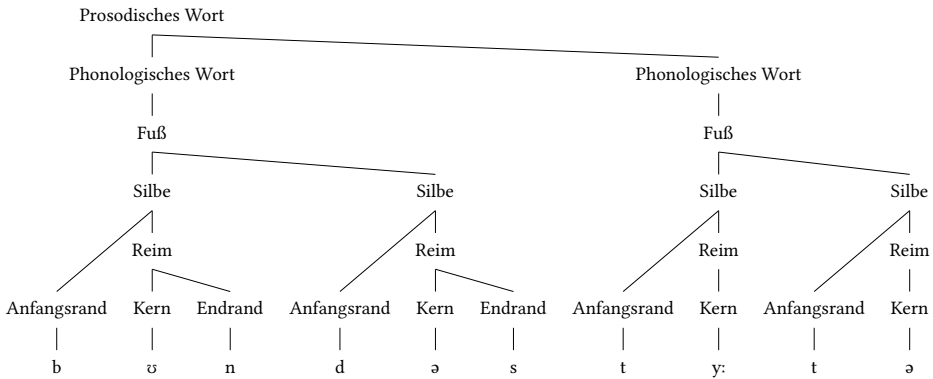 Prosodisches Wort
Phonologisches Wort Phonologisches Wort
Fuß Fuß
Silbe Silbe Silbe Silbe
Reim Reim Reim Reim
Anfangsrand Kern Endrand Anfangsrand Kern Endrand Anfangsrand Kern Anfangsrand Kern
b ʊ n d ə s t yː t ə